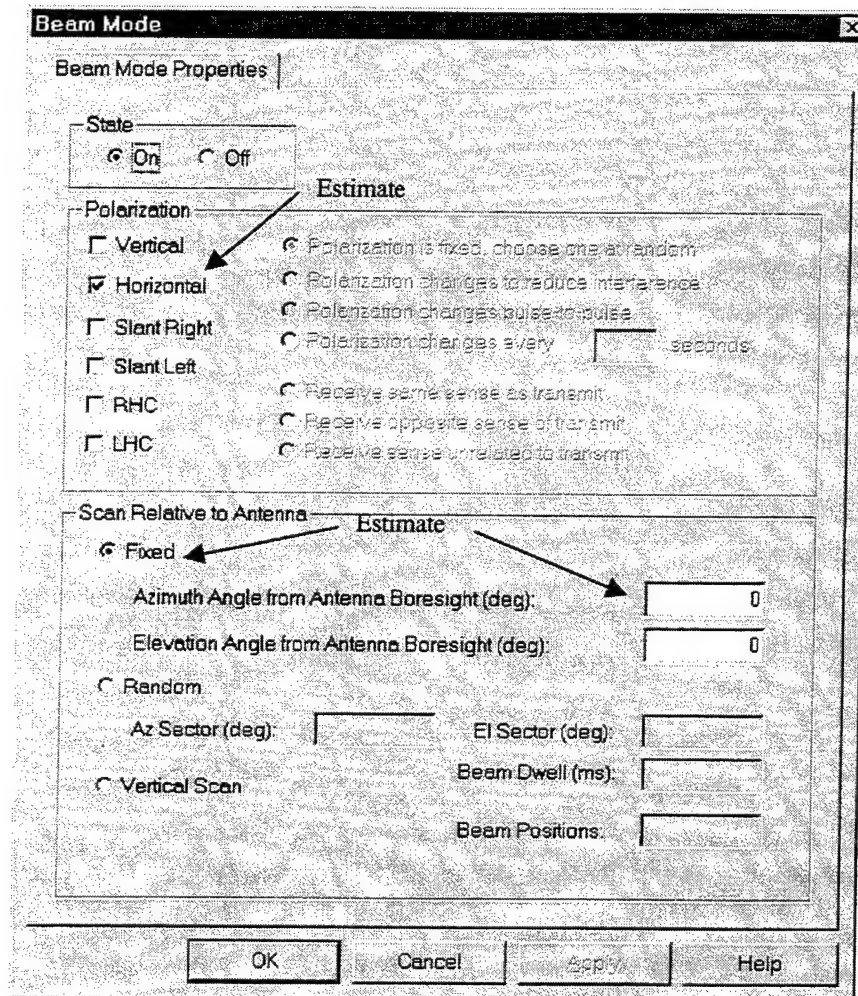 Beam Mode
Beam Mode Properties
State
On Off
Estimate
Polarization
Vertical
Polarization is fixed, choose one at random
Horizontal
Polarization changes to reduce interference
Slant Right
Polarization changes pulse-to-pulse
Polarization changes every seconds
Slant Left
RHC
Receive same sense as transmit
Receive opposite sense of transmit
LHC
Receive sense unrelated to transmit
Scan Relative to Antenna
Estimate
Fixed
Azimuth Angle from Antenna Boresight (deg): 0
Elevation Angle from Antenna Boresight (deg): 0
Random
Az Sector (deg): El Sector (deg):
Beam Dwell (ms):
Vertical Scan
Beam Positions:
OK Cancel Apply Help